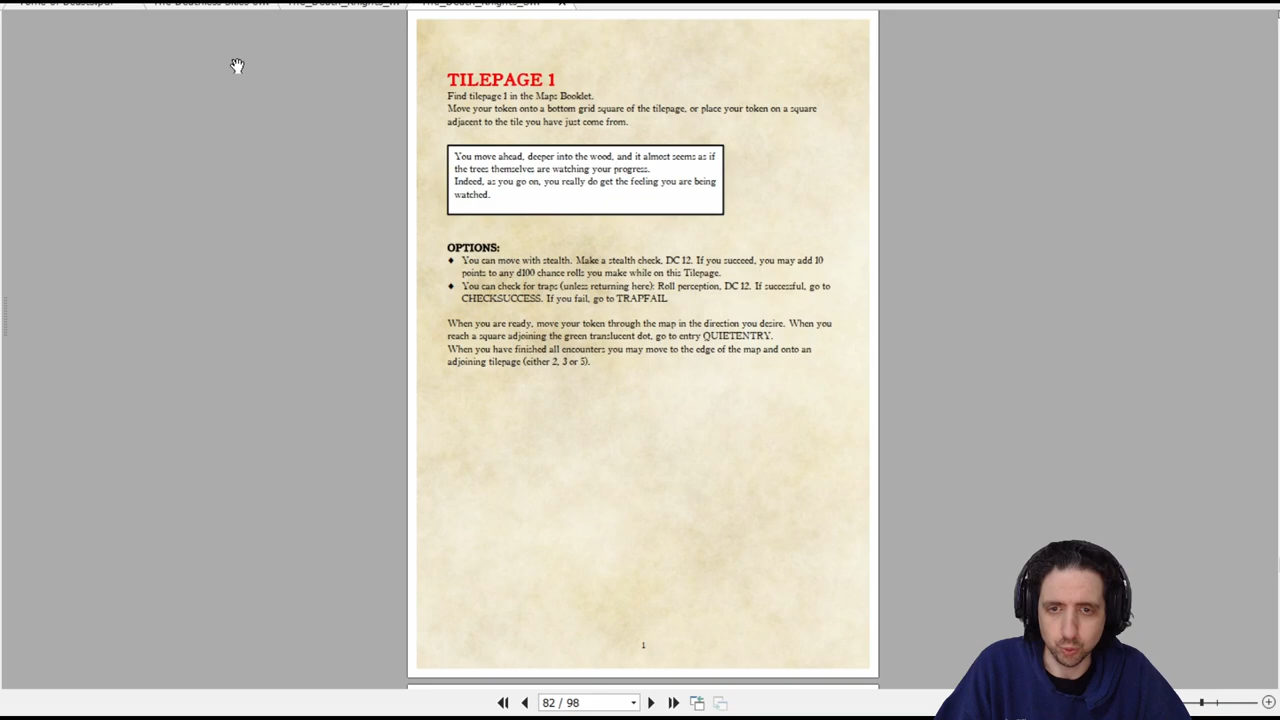 TILEPAGE 1
Find tilepage 1 in the Maps Booklet.
Move your token onto a bottom grid square of the tilepage, or place your token on a square
adjacent to the tile you have just come from.
You move ahead, deeper into the wood, and it almost seems as if
the trees themselves are watching your progress.
Indeed, as you go on, you really do get the feeling you are being
watched.
OPTIONS:
♦ You can move with stealth. Make a stealth check, DC 12. If you succeed, you may add 10
points to any d100 chance rolls you make while on this Tilepage.
♦ You can check for traps (unless returning here): Roll perception, DC 12. If successful, go to
CHECKSUCCESS. If you fail, go to TRAPFAIL
When you are ready, move your token through the map in the direction you desire. When you
reach a square adjoining the green translucent dot, go to entry QUIETENTRY.
When you have finished all encounters you may move to the edge of the map and onto an
adjoining tilepage (either 2, 3 or 5).
1
82 / 98